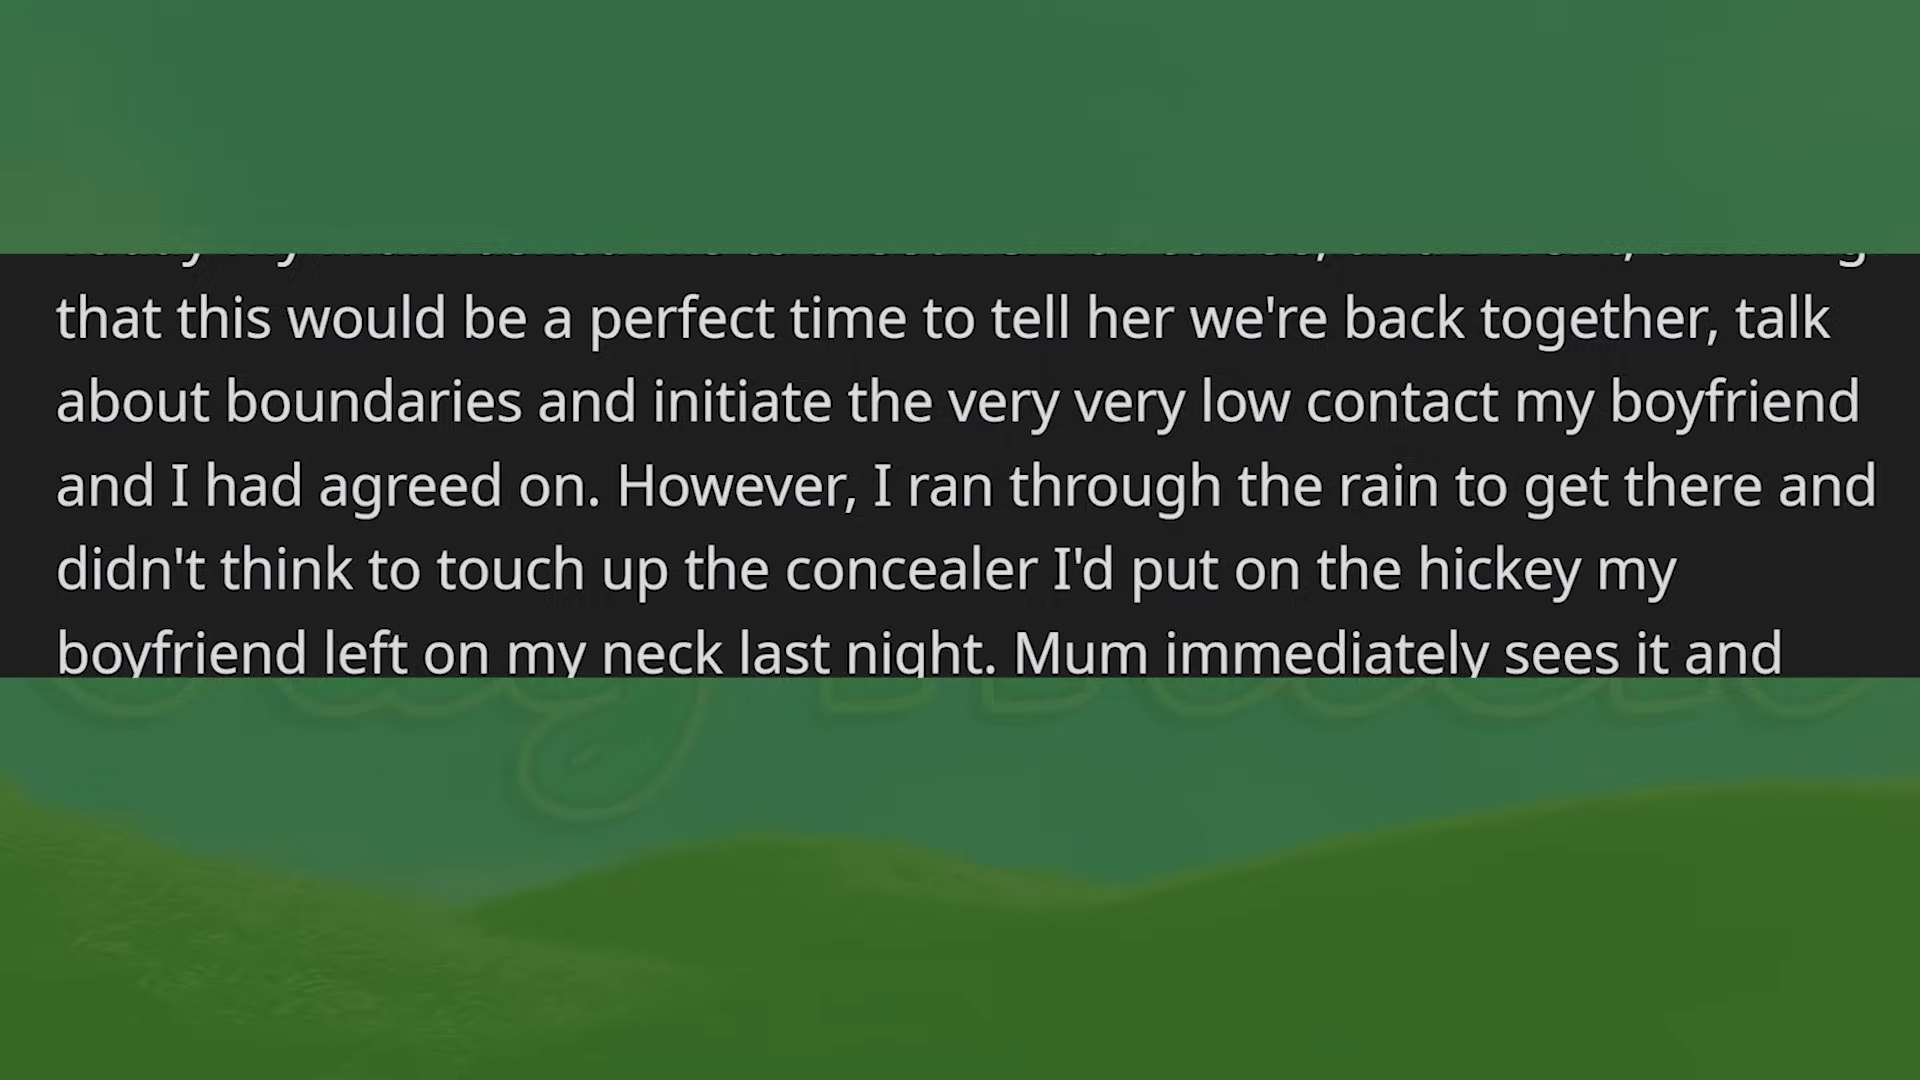 that this would be a perfect time to tell her we're back together, talk
about boundaries and initiate the very very low contact my boyfriend
and I had agreed on. However, I ran through the rain to get there and
didn't think to touch up the concealer I'd put on the hickey my
boyfriend left on my neck last night. Mum immediately sees it and